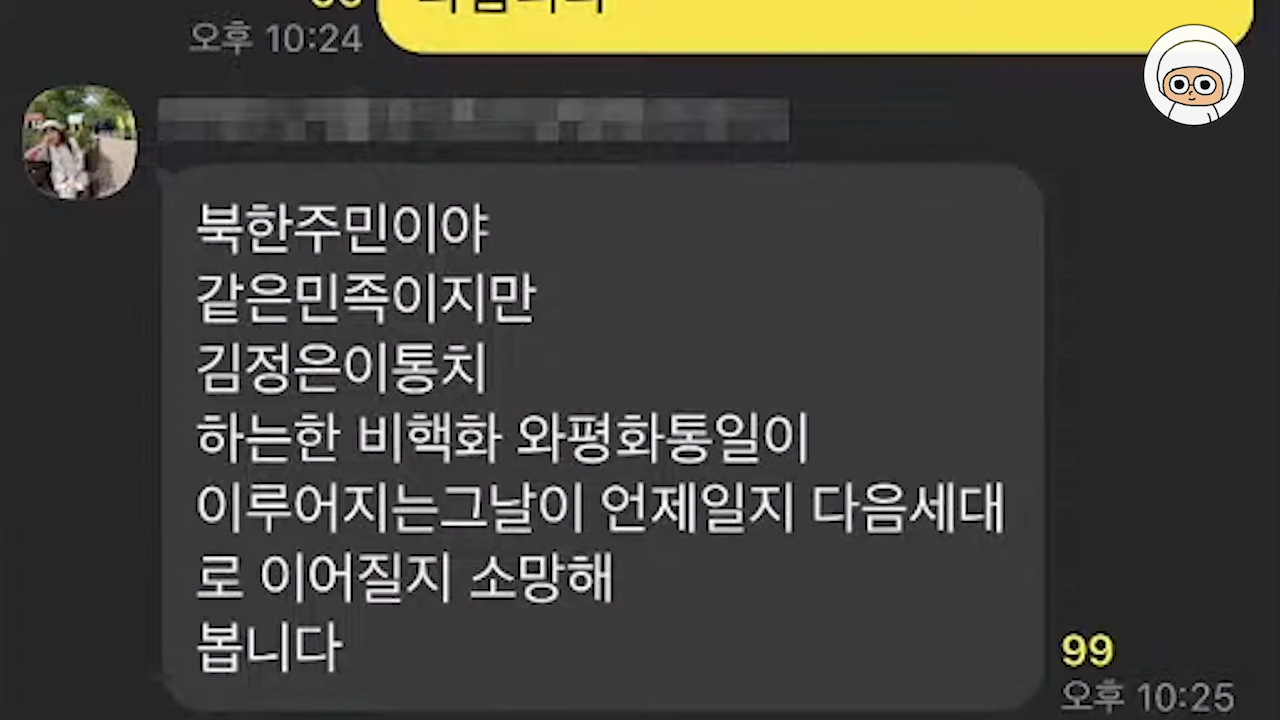 오후 10:24
북한주민이야
같은민족이지만
김정은이통치
하는한 비핵화 와평화통일이
이루어지는그날이 언제일지 다음세대
로 이어질지 소망해
봅니다
99
오후 10:25